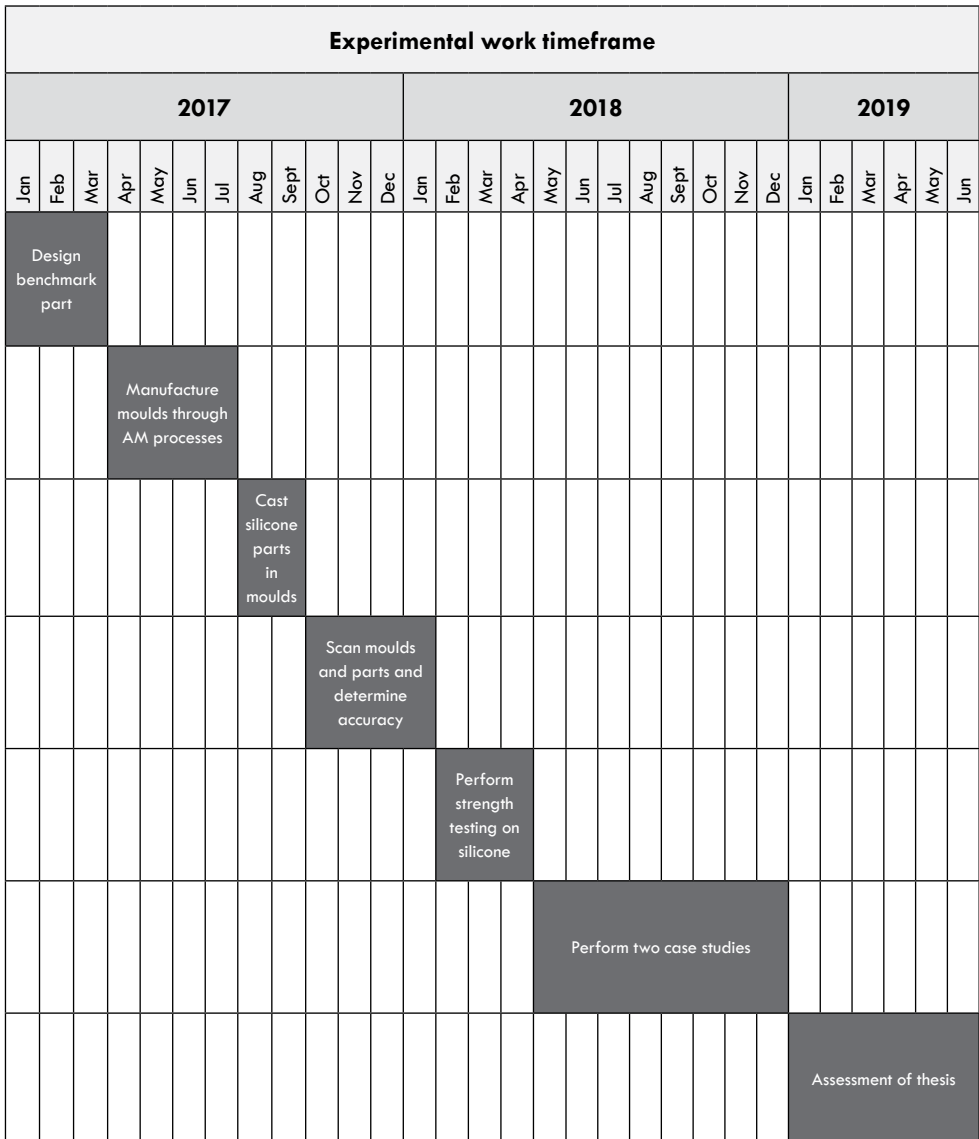 Experimental work timeframe
2017 2018 2019
Jan Feb Mar Apr May Jun Jul Aug Sept Oct Nov Dec Jan Feb Mar Apr May Jun Jul Aug Sept Oct Nov Dec Jan Feb Mar Apr May Jun
Design
benchmark
part
Manufacture
moulds through
AM processes
Cast
silicone
parts
in
moulds
Scan moulds
and parts and
determine
accuracy
Perform
strength
testing on
silicone
Perform two case studies
Assessment of thesis